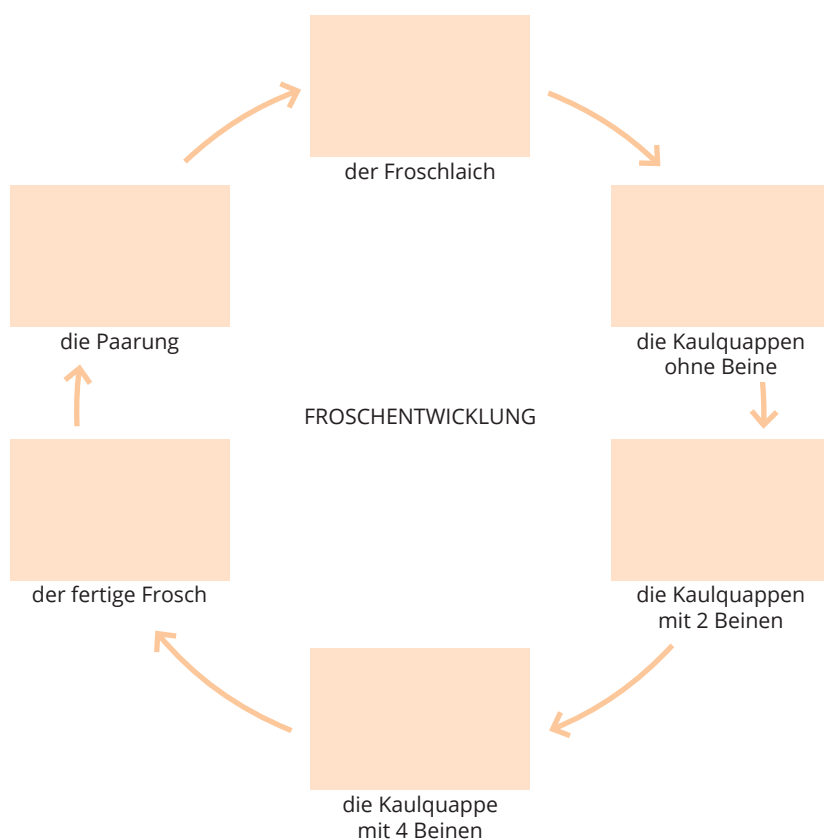 der Froschlaich
die Paarung
die Kaulquappen
ohne Beine
FROSCHENTWICKLUNG
der fertige Frosch
die Kaulquappen
mit 2 Beinen
die Kaulquappe
mit 4 Beinen